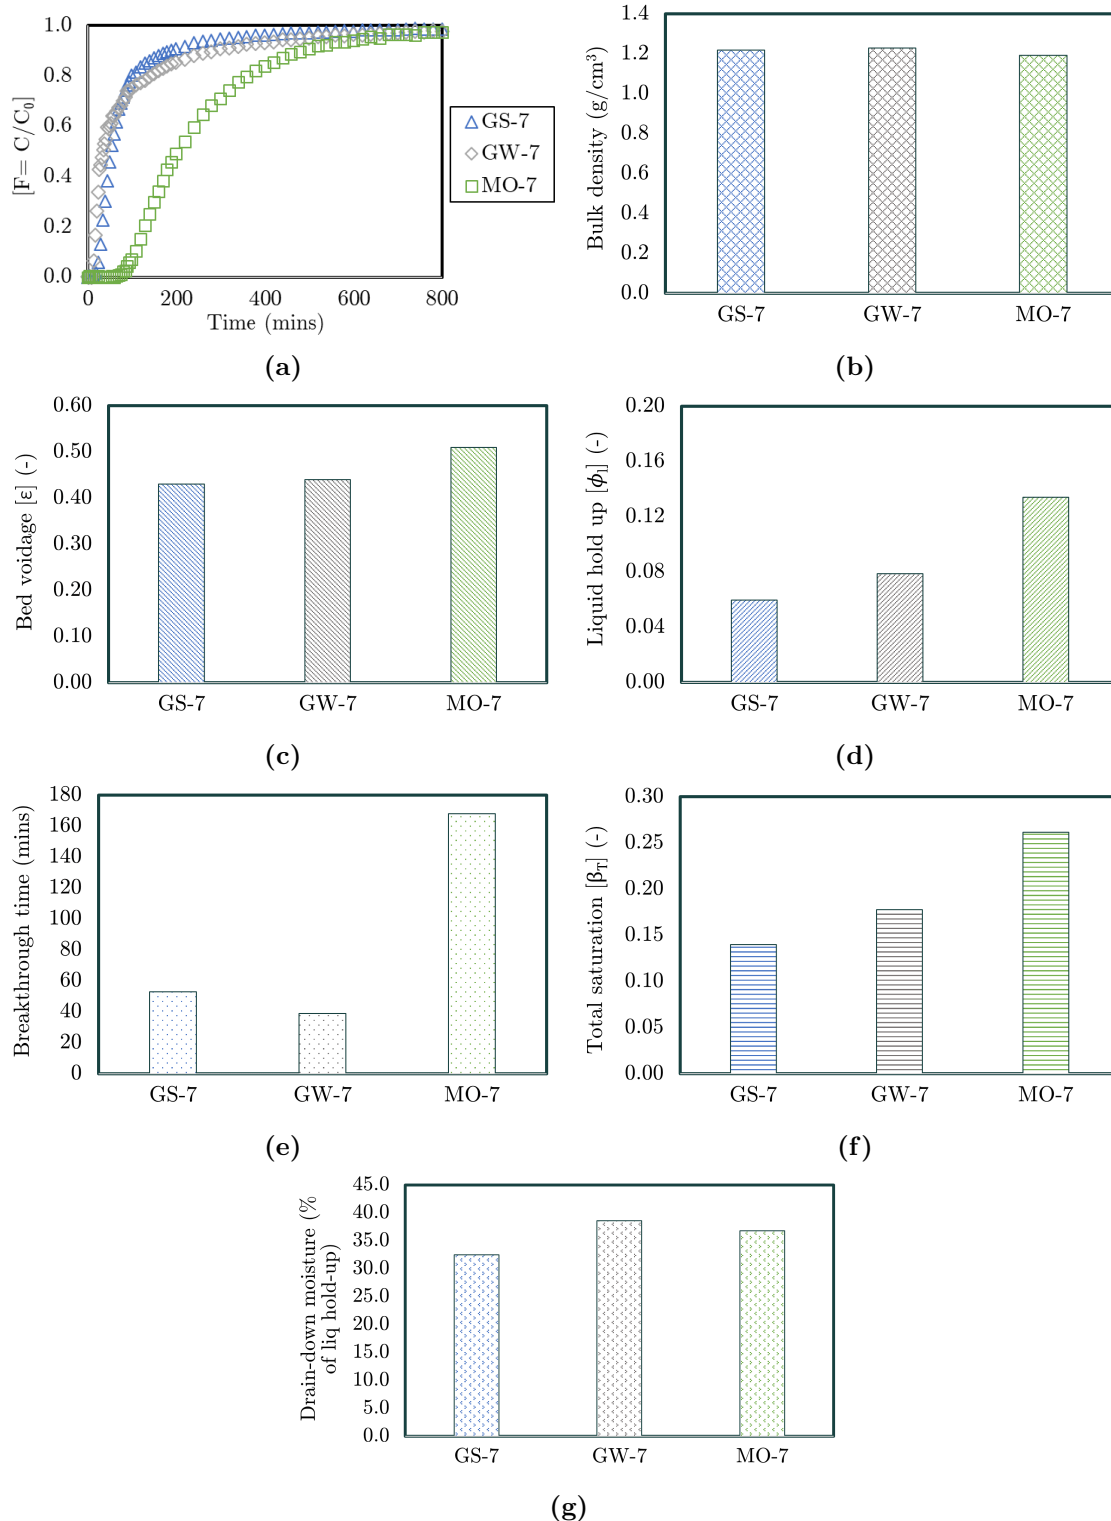 1.0
0.8
0.6
0.4
0.2
0.0
[F= C/C0]
0
200
400
600
800
Time (mins)
GS-7
GW-7
MO-7
(a)
1.4
1.2
1.0
0.8
0.6
0.4
0.2
0.0
Bulk density (g/cm³)
GS-7
GW-7
MO-7
(b)
0.60
0.50
0.40
0.30
0.20
0.10
0.00
Bed voidage [ε] (-)
GS-7
GW-7
MO-7
(c)
0.20
0.16
0.12
0.08
0.04
0.00
Liquid hold up [ϕl] (-)
GS-7
GW-7
MO-7
(d)
180
160
140
120
100
80
60
40
20
0
Breakthrough time (mins)
GS-7
GW-7
MO-7
(e)
0.30
0.25
0.20
0.15
0.10
0.05
0.00
Total saturation [βT] (-)
GS-7
GW-7
MO-7
(f)
45.0
40.0
35.0
30.0
25.0
20.0
15.0
10.0
5.0
0.0
Drain-down moisture (%
of liq hold-up)
GS-7
GW-7
MO-7
(g)